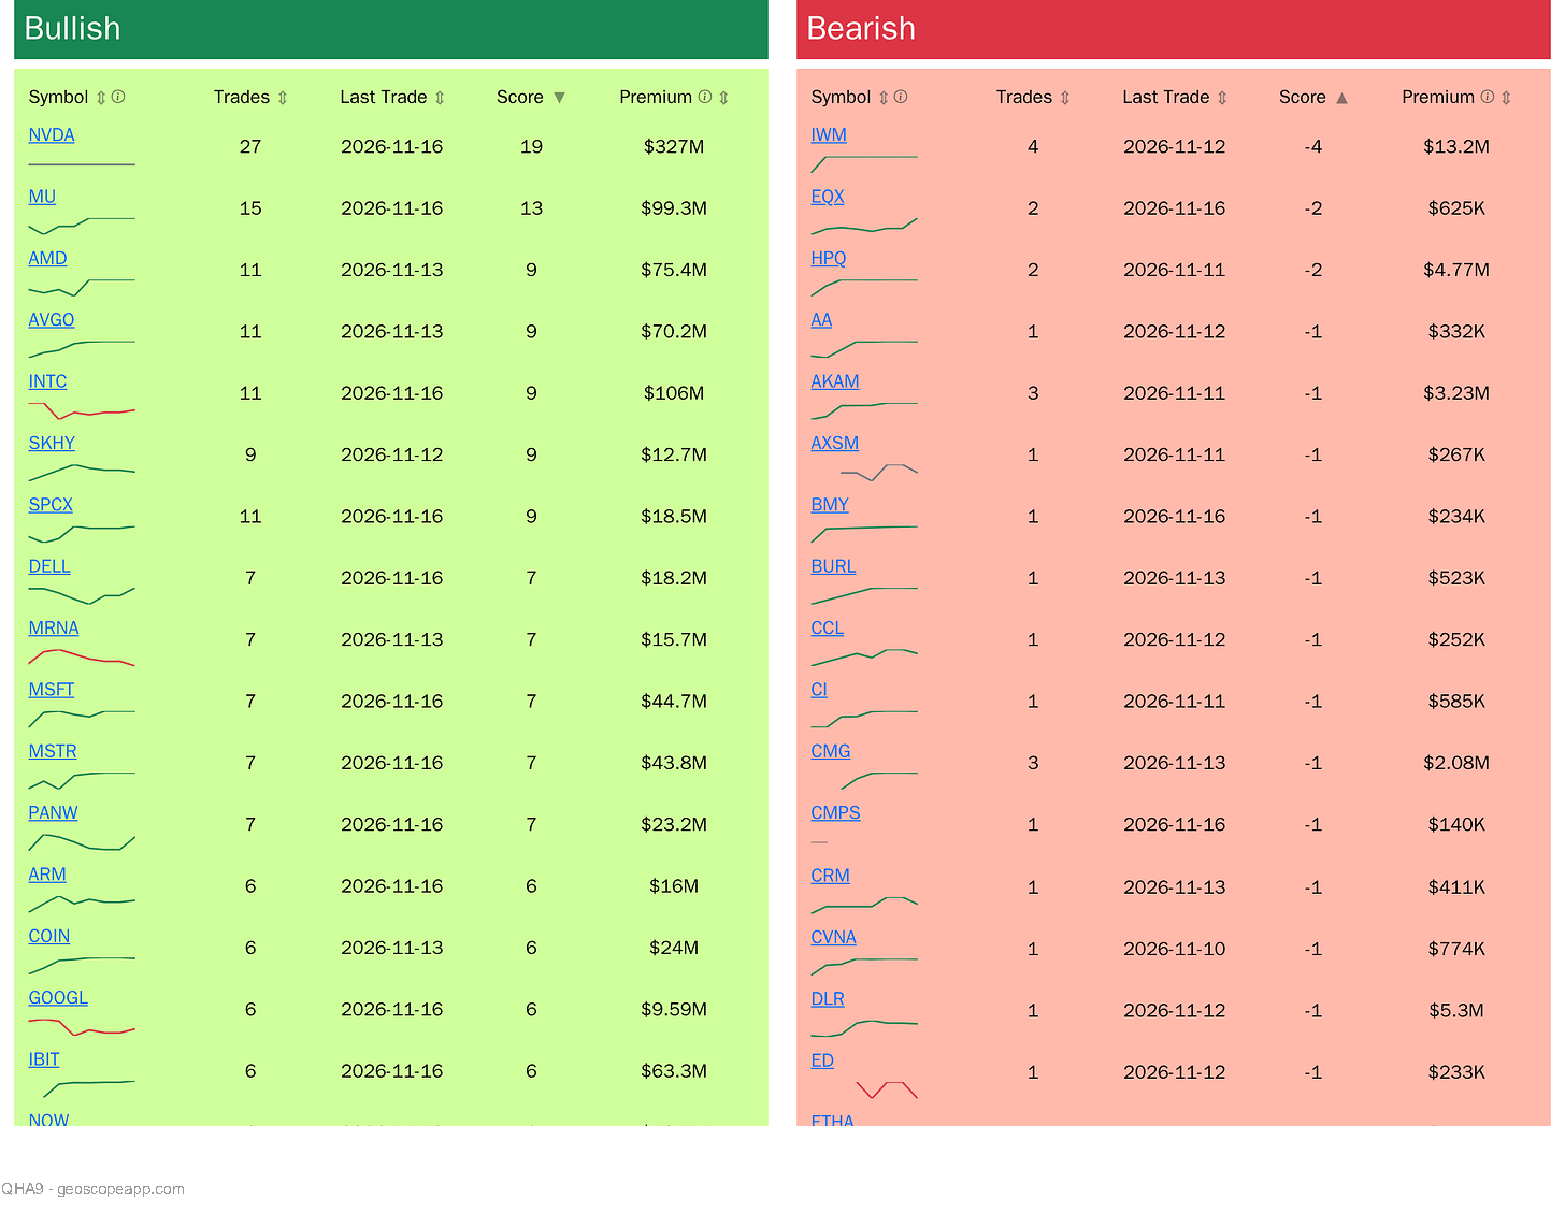 Bullish
Symbol Trades Last Trade Score Premium
NVDA 27 2026-11-16 19 $327M
MU 15 2026-11-16 13 $99.3M
AMD 11 2026-11-13 9 $75.4M
AVGO 11 2026-11-13 9 $70.2M
INTC 11 2026-11-16 9 $106M
SKHY 9 2026-11-12 9 $12.7M
SPCX 11 2026-11-16 9 $18.5M
DELL 7 2026-11-16 7 $18.2M
MRNA 7 2026-11-13 7 $15.7M
MSFT 7 2026-11-16 7 $44.7M
MSTR 7 2026-11-16 7 $43.8M
PANW 7 2026-11-16 7 $23.2M
ARM 6 2026-11-16 6 $16M
COIN 6 2026-11-13 6 $24M
GOOGL 6 2026-11-16 6 $9.59M
IBIT 6 2026-11-16 6 $63.3M
NOW
Bearish
Symbol Trades Last Trade Score Premium
IWM 4 2026-11-12 -4 $13.2M
EQX 2 2026-11-16 -2 $625K
HPQ 2 2026-11-11 -2 $4.77M
AA 1 2026-11-12 -1 $332K
AKAM 3 2026-11-11 -1 $3.23M
AXSM 1 2026-11-11 -1 $267K
BMY 1 2026-11-16 -1 $234K
BURL 1 2026-11-13 -1 $523K
CCL 1 2026-11-12 -1 $252K
CI 1 2026-11-11 -1 $585K
CMG 3 2026-11-13 -1 $2.08M
CMPS 1 2026-11-16 -1 $140K
CRM 1 2026-11-13 -1 $411K
CVNA 1 2026-11-10 -1 $774K
DLR 1 2026-11-12 -1 $5.3M
ED 1 2026-11-12 -1 $233K
ETHA
QHA9 - geoscopeapp.com